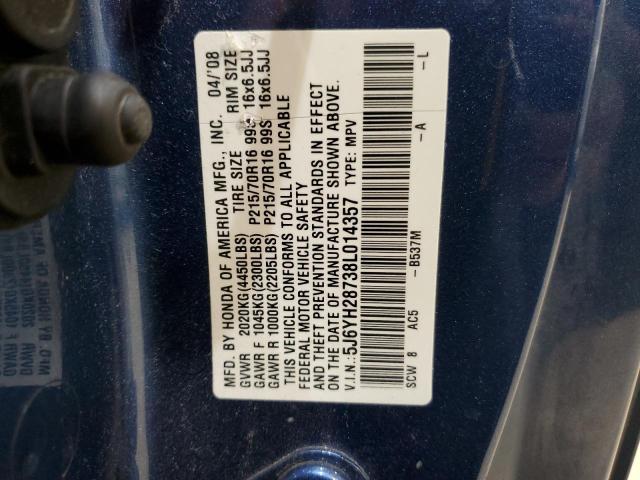 MFD. BY HONDA OF AMERICA MFG., INC. 04/'08
GVWR 2020KG(4450LBS) TIRE SIZE RIM SIZE
GAWR F 1045KG(2300LBS) P215/70R16 99S 16x6.5JJ
GAWR R 1000KG(2205LBS) P215/70R16 99S 16x6.5JJ
THIS VEHICLE CONFORMS TO ALL APPLICABLE
FEDERAL MOTOR VEHICLE SAFETY
AND THEFT PREVENTION STANDARDS IN EFFECT
ON THE DATE OF MANUFACTURE SHOWN ABOVE.
V.I.N.:5J6YH28738L014357 TYPE: MPV
SCW 8 AC5 -B537M -A -L